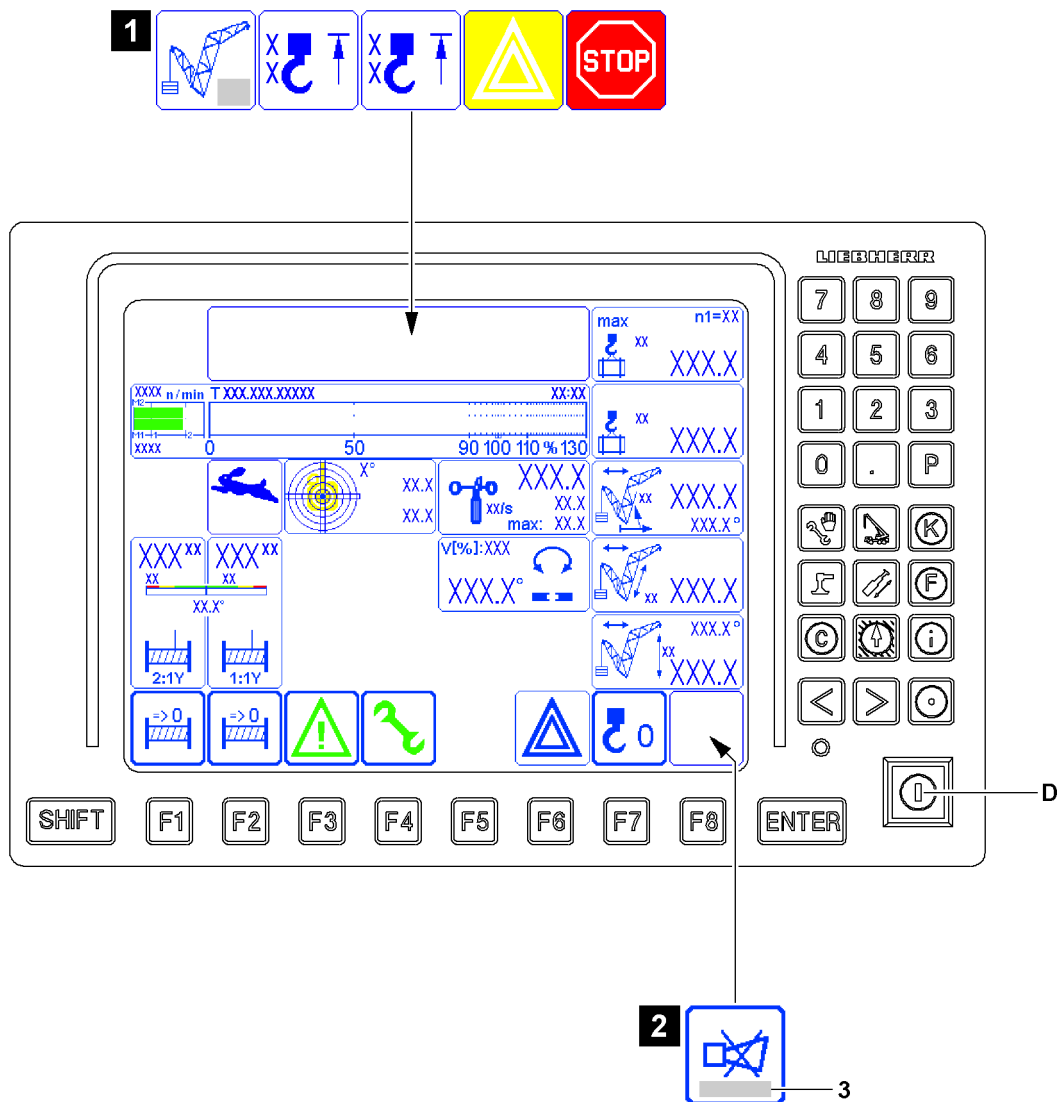 1
X
X
X
X
STOP
LIEBHERR
max
n1=XX
XX
XXX.X
XXXX n/min
T XXX.XXX.XXXXX
XX:XX
M2
M1 1 2
XXXX
0 50 90 100 110 % 130
XX
XXX.X
X°
XX.X
XX.X
XXX.X
XX/s
XX.X
max: XX.X
XX
XXX.X
XXX.X°
XXX XX
XXX XX
XX
XX
XX.X°
2:1Y
1:1Y
V[%]:XXX
XXX.X°
XX
XXX.X
XXX.X°
XX
XXX.X
=> 0
=> 0
!
0
7 8 9
4 5 6
1 2 3
0 . P
K
F
C
i
< >
D
SHIFT F1 F2 F3 F4 F5 F6 F7 F8 ENTER
2
3